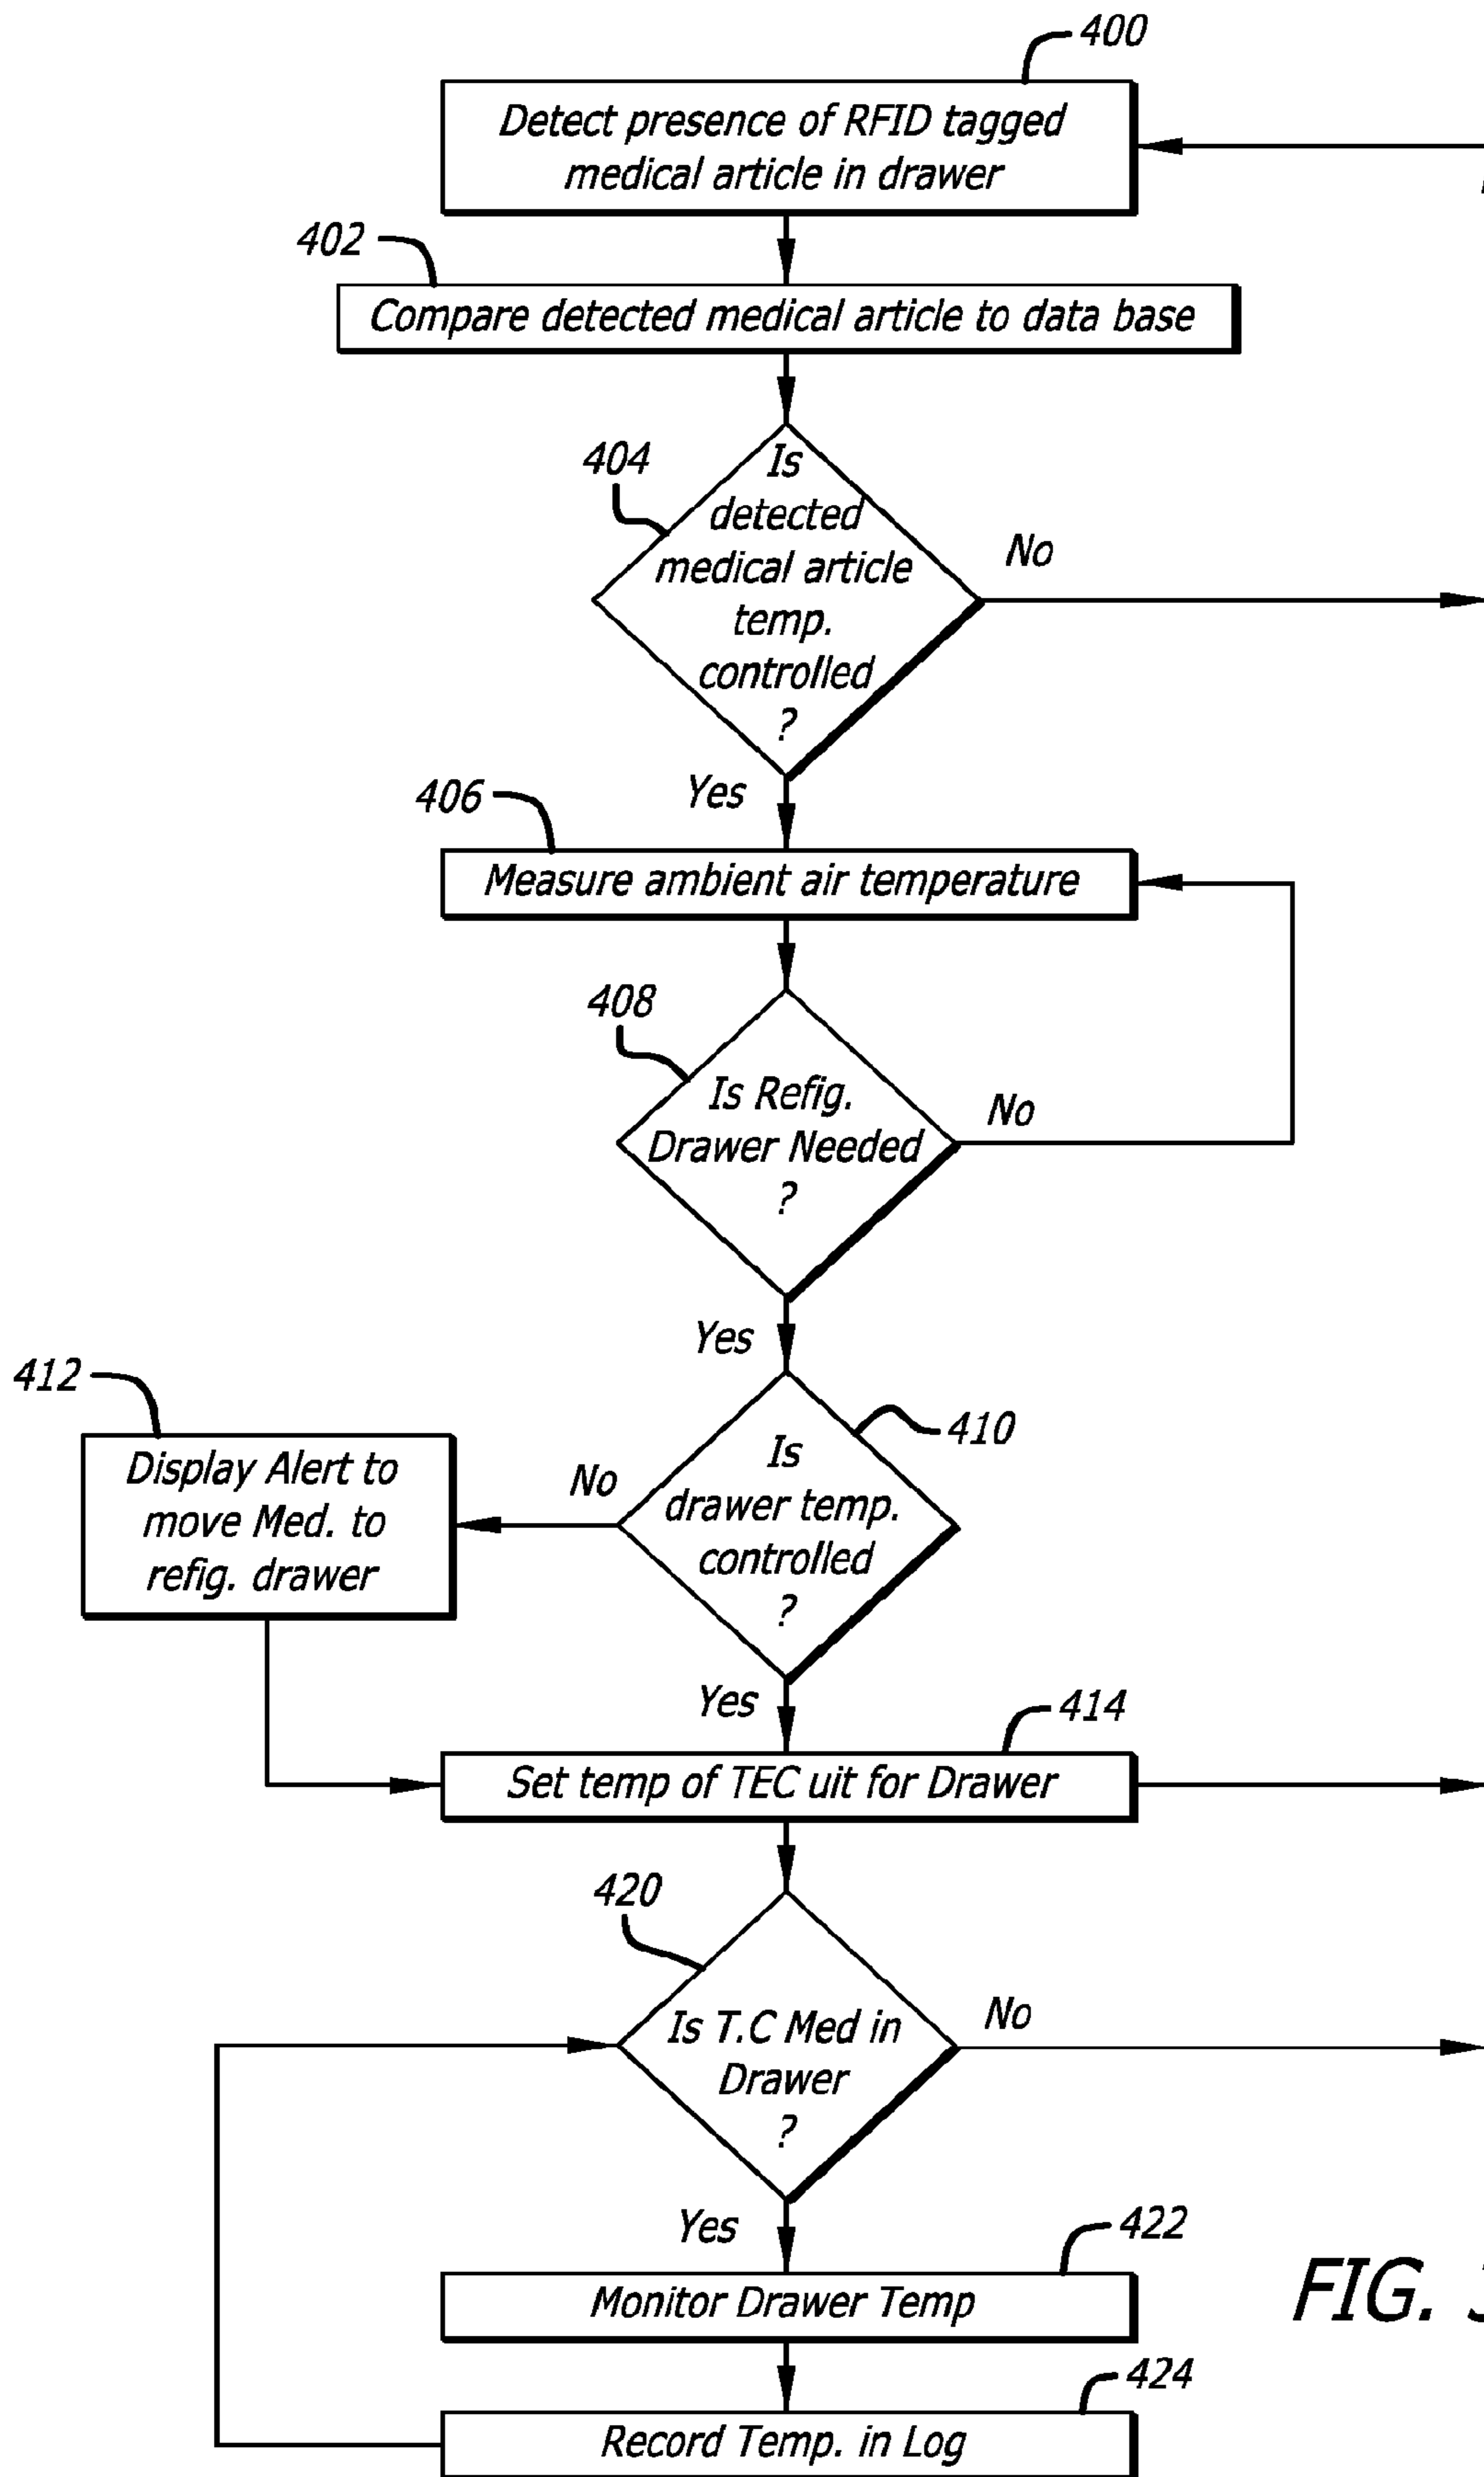 400
Detect presence of RFID tagged
medical article in drawer
402
Compare detected medical article to data base
404
Is
detected
medical article
temp.
controlled
?
No
Yes
406
Measure ambient air temperature
408
Is Refig.
Drawer Needed
?
No
Yes
412
Display Alert to
move Med. to
refig. drawer
No
410
Is
drawer temp.
controlled
?
Yes
414
Set temp of TEC uit for Drawer
420
Is T.C Med in
Drawer
?
No
Yes
422
Monitor Drawer Temp
FIG.
424
Record Temp. in Log